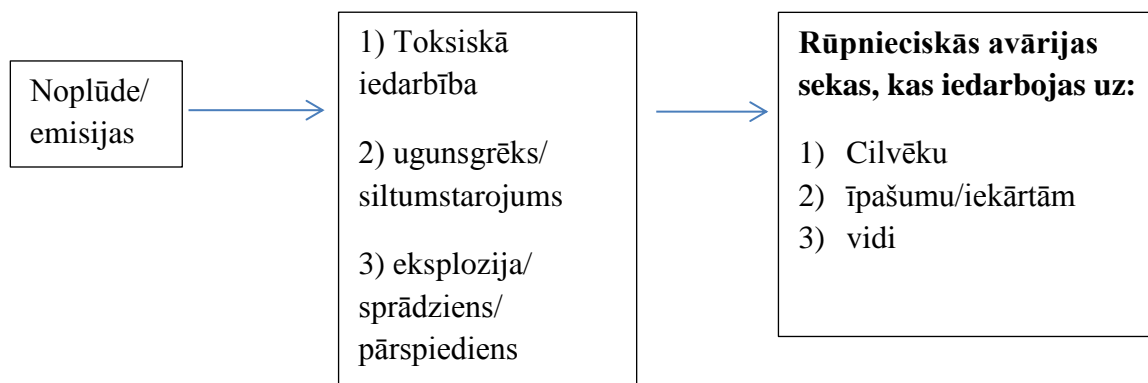 Noplūde/
emisijas
1) Toksiskā
iedarbība
2) ugunsgrēks/
siltumstarojums
3) eksplozija/
sprādziens/
pārspiediens
Rūpnieciskās avārijas
sekas, kas iedarbojas uz:
1) Cilvēku
2) īpašumu/iekārtām
3) vidi